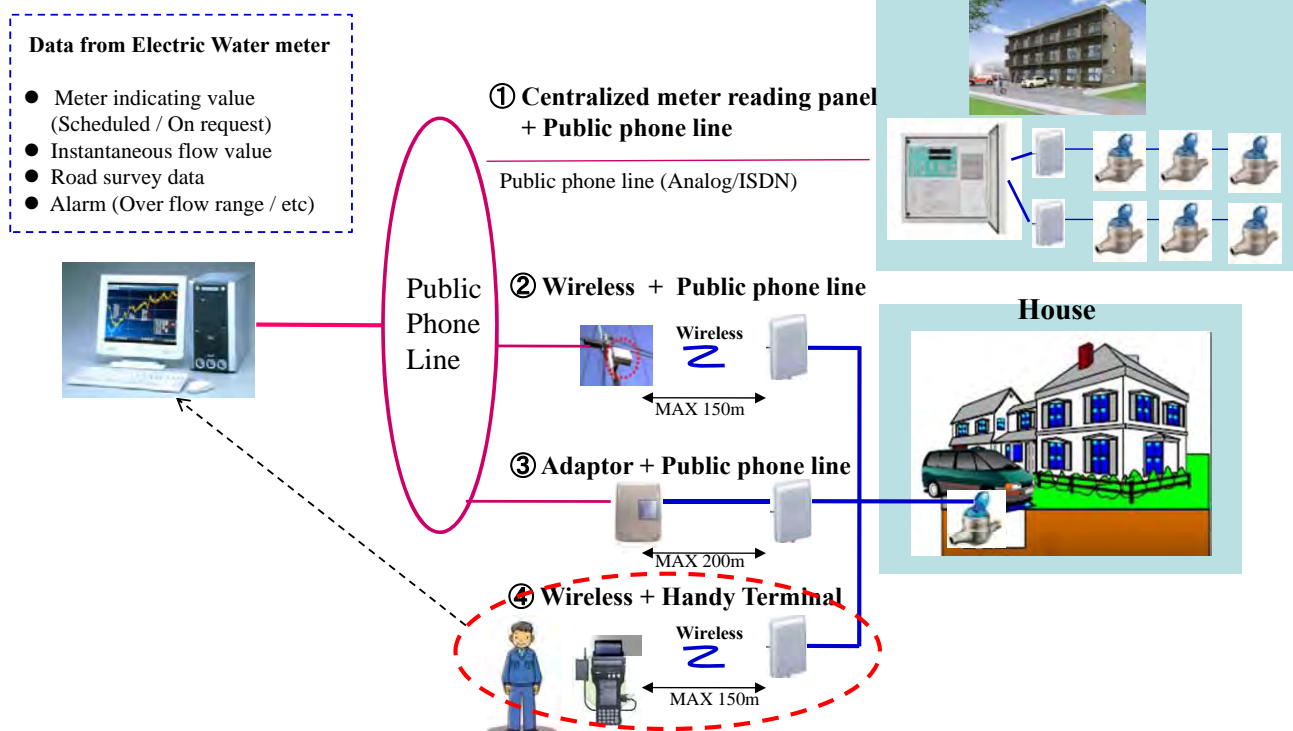 Data from Electric Water meter
● Meter indicating value
(Scheduled / On request)
● Instantaneous flow value
● Road survey data
● Alarm (Over flow range / etc)
① Centralized meter reading panel
+ Public phone line
Public phone line (Analog/ISDN)
Public
Phone
Line
② Wireless + Public phone line
Wireless
MAX 150m
House
③ Adaptor + Public phone line
MAX 200m
④ Wireless + Handy Terminal
Wireless
MAX 150m